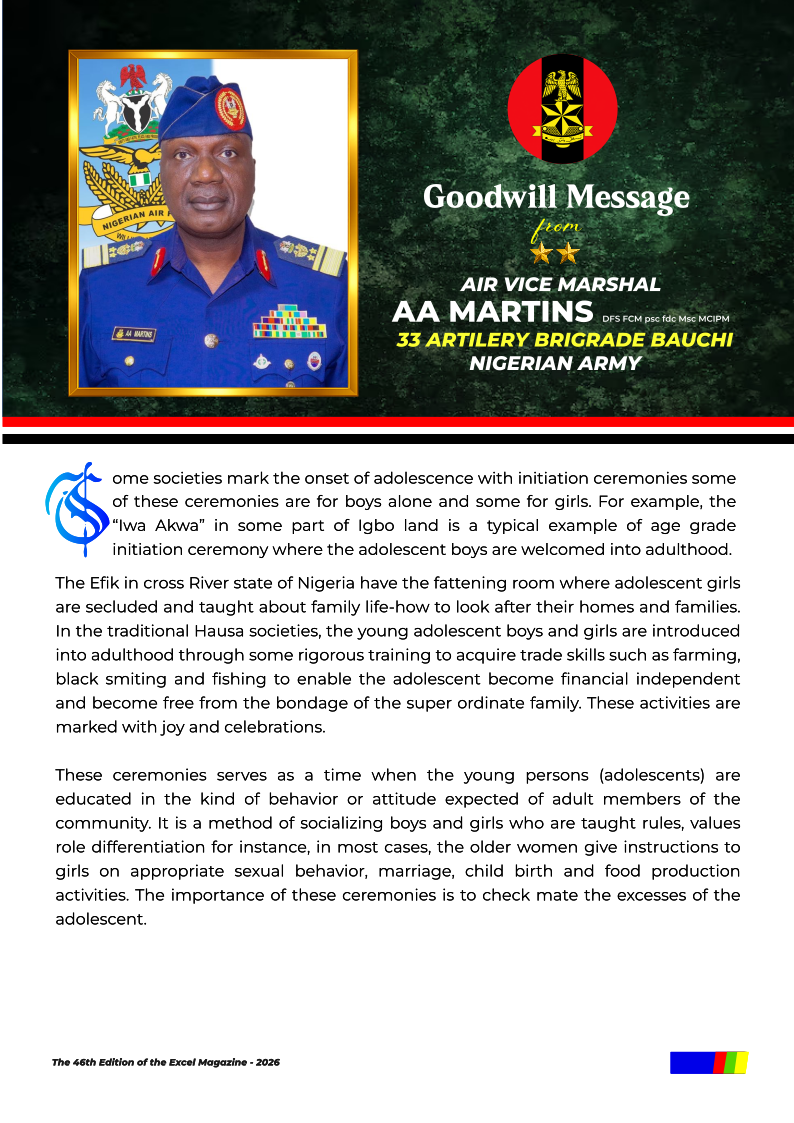 NIGERIAN AIR F
AA MARTINS
Goodwill Message
from
AIR VICE MARSHAL
AA MARTINS DFS FCM psc fdc Msc MCIPM
33 ARTILERY BRIGRADE BAUCHI
NIGERIAN ARMY
Some societies mark the onset of adolescence with initiation ceremonies some
of these ceremonies are for boys alone and some for girls. For example, the
“Iwa Akwa” in some part of Igbo land is a typical example of age grade
initiation ceremony where the adolescent boys are welcomed into adulthood.
The Efik in cross River state of Nigeria have the fattening room where adolescent girls
are secluded and taught about family life-how to look after their homes and families.
In the traditional Hausa societies, the young adolescent boys and girls are introduced
into adulthood through some rigorous training to acquire trade skills such as farming,
black smiting and fishing to enable the adolescent become financial independent
and become free from the bondage of the super ordinate family. These activities are
marked with joy and celebrations.
These ceremonies serves as a time when the young persons (adolescents) are
educated in the kind of behavior or attitude expected of adult members of the
community. It is a method of socializing boys and girls who are taught rules, values
role differentiation for instance, in most cases, the older women give instructions to
girls on appropriate sexual behavior, marriage, child birth and food production
activities. The importance of these ceremonies is to check mate the excesses of the
adolescent.
The 46th Edition of the Excel Magazine - 2026